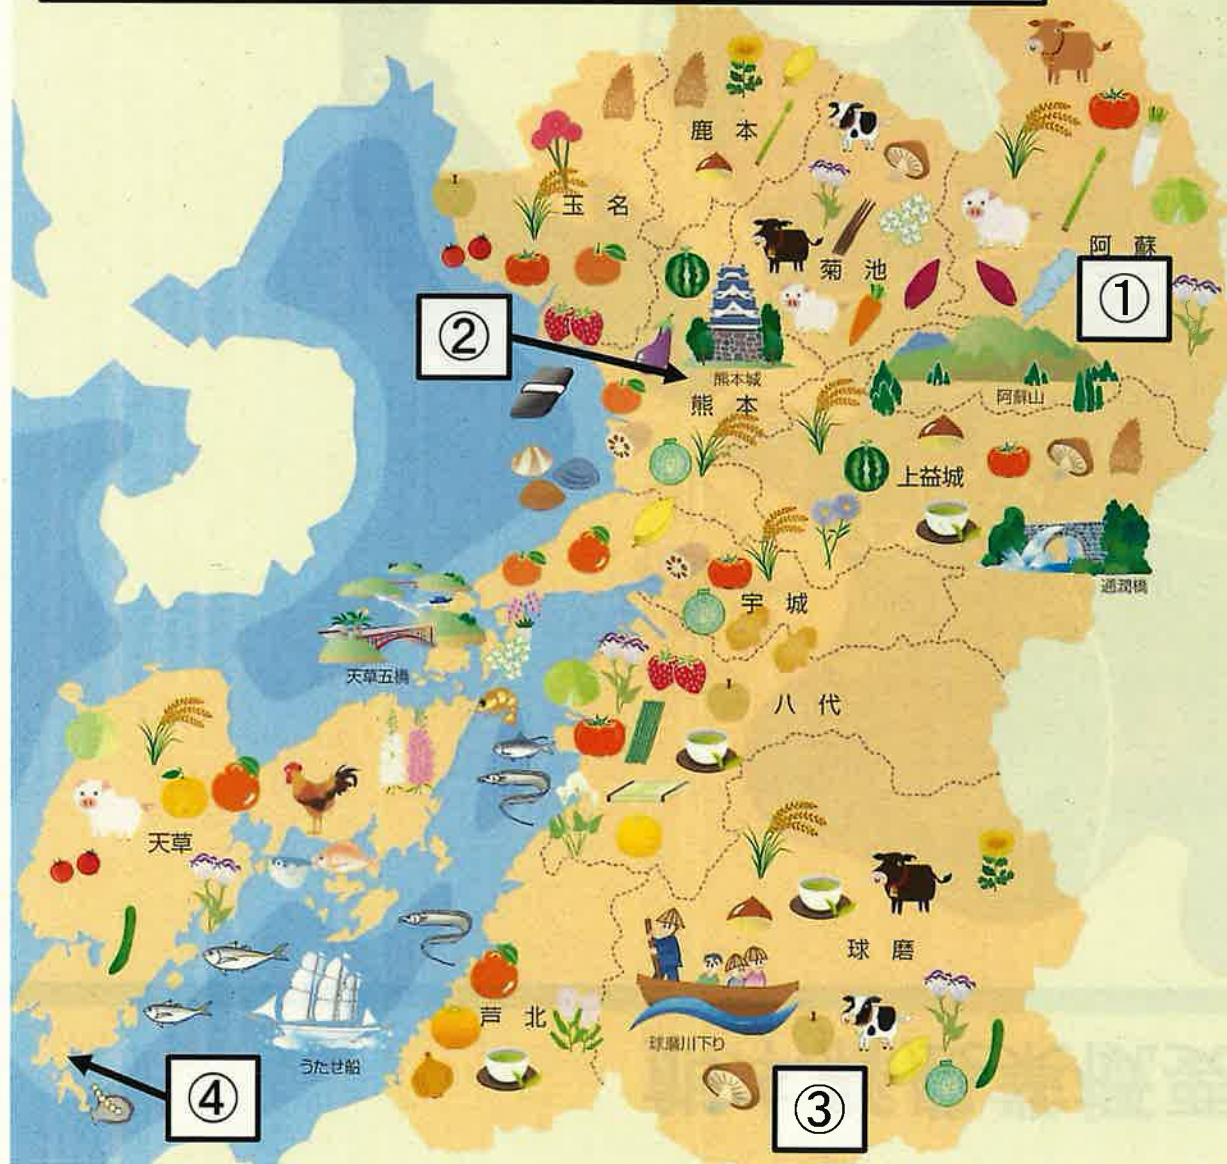 鹿本
玉名
阿蘇
①
菊池
②
熊本城
熊本
阿蘇山
上益城
通潤橋
宇城
天草五橋
八代
天草
球磨
芦北
球磨川下り
うたせ船
④
③